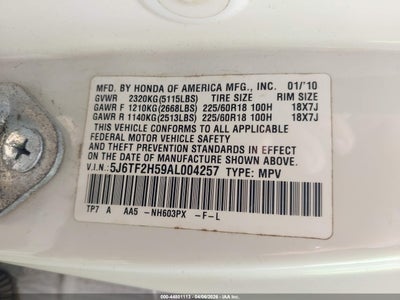 MFD. BY HONDA OF AMERICA MFG., INC. 01/'10
GVWR 2320KG(5115LBS) TIRE SIZE RIM SIZE
GAWR F 1210KG(2668LBS) 225/60R18 100H 18X7J
GAWR R 1140KG(2513LBS) 225/60R18 100H 18X7J
THIS VEHICLE CONFORMS TO ALL APPLICABLE
FEDERAL MOTOR VEHICLE SAFETY
AND THEFT PREVENTION STANDARDS IN EFFECT ON
THE DATE OF MANUFACTURE SHOWN ABOVE.
V.I.N.: 5J6TF2H59AL004257 TYPE: MPV
TP7 A AA5 -NH603PX -F-L
000-44801113 - 04/06/2026 - IAA, Inc.